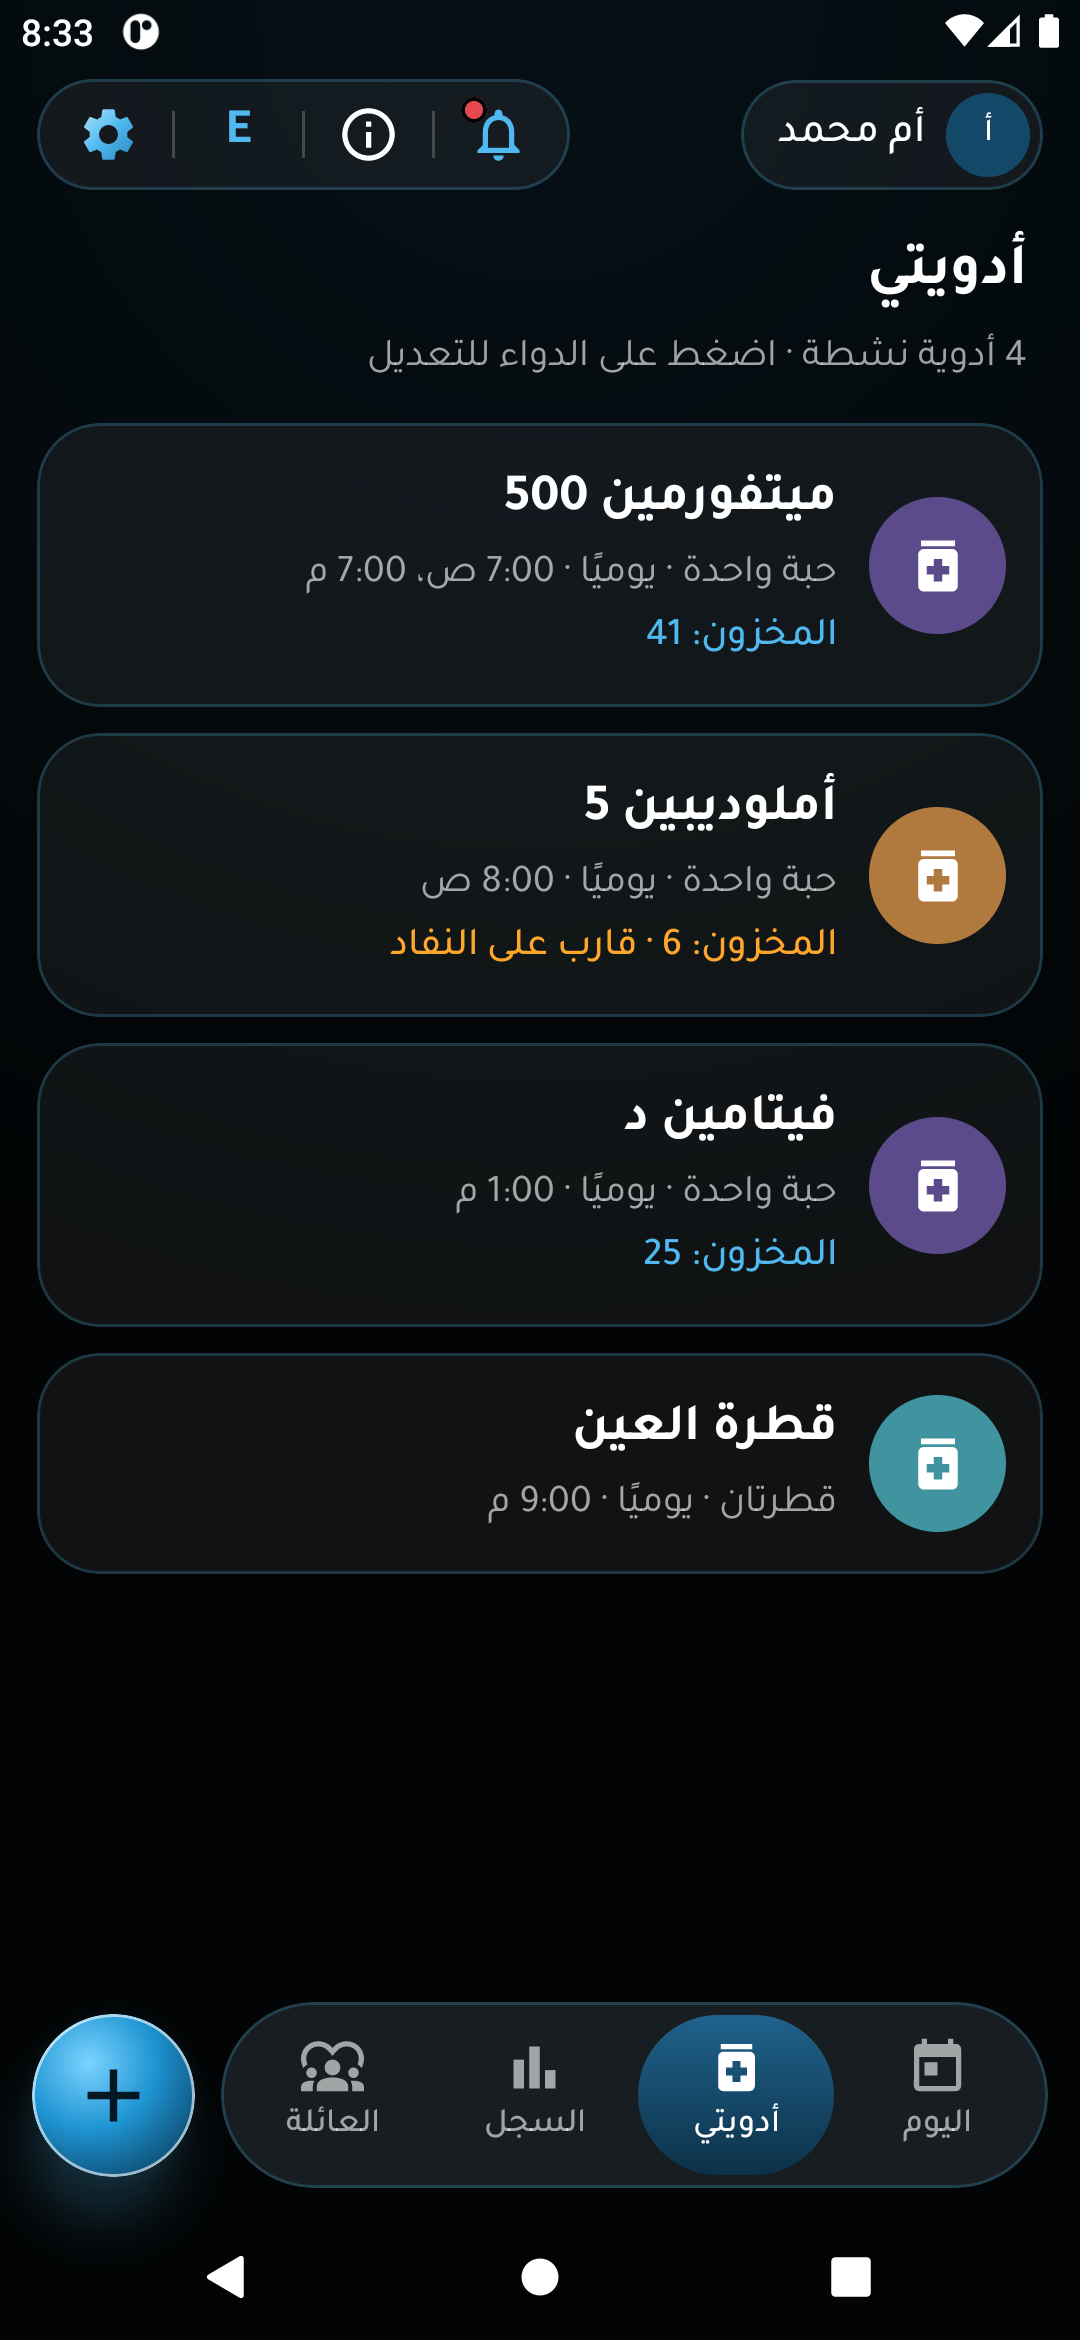 8:33
أ
أم محمد
E
أدويتي
4 أدوية نشطة · اضغط على الدواء للتعديل
ميتفورمين 500
حبة واحدة · يوميًا · 7:00 ص، 7:00 م
المخزون: 41
أملوديبين 5
حبة واحدة · يوميًا · 8:00 ص
المخزون: 6 · قارب على النفاد
فيتامين د
حبة واحدة · يوميًا · 1:00 م
المخزون: 25
قطرة العين
قطرتان · يوميًا · 9:00 م
اليوم
أدويتي
السجل
العائلة